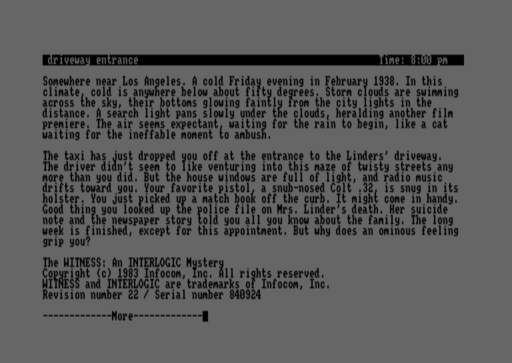 driveway entrance Time: 8:00 pm
Somewhere near Los Angeles. A cold Friday evening in February 1938. In this
climate, cold is anywhere below about fifty degrees. Storm clouds are swimming
across the sky, their bottoms glowing faintly from the city lights in the
distance. A search light pans slowly under the clouds, heralding another film
premiere. The air seems expectant, waiting for the rain to begin, like a cat
waiting for the ineffable moment to ambush.
The taxi has just dropped you off at the entrance to the Linders' driveway.
The driver didn't seem to like venturing into this maze of twisty streets any
more than you did. But the house windows are full of light, and radio music
drifts toward you. Your favorite pistol, a snub-nosed Colt .32, is snug in its
holster. You just picked up a match book off the curb. It might come in handy.
Good thing you looked up the police file on Mrs. Linder's death. Her suicide
note and the newspaper story told you all you know about the family. The long
week is finished, except for this appointment. But why does an ominous feeling
grip you?
The WITNESS: An INTERLOGIC Mystery
Copyright (c) 1983 Infocom, Inc. All rights reserved.
WITNESS and INTERLOGIC are trademarks of Infocom, Inc.
Revision number 22 / Serial number 840924
-------------More-------------